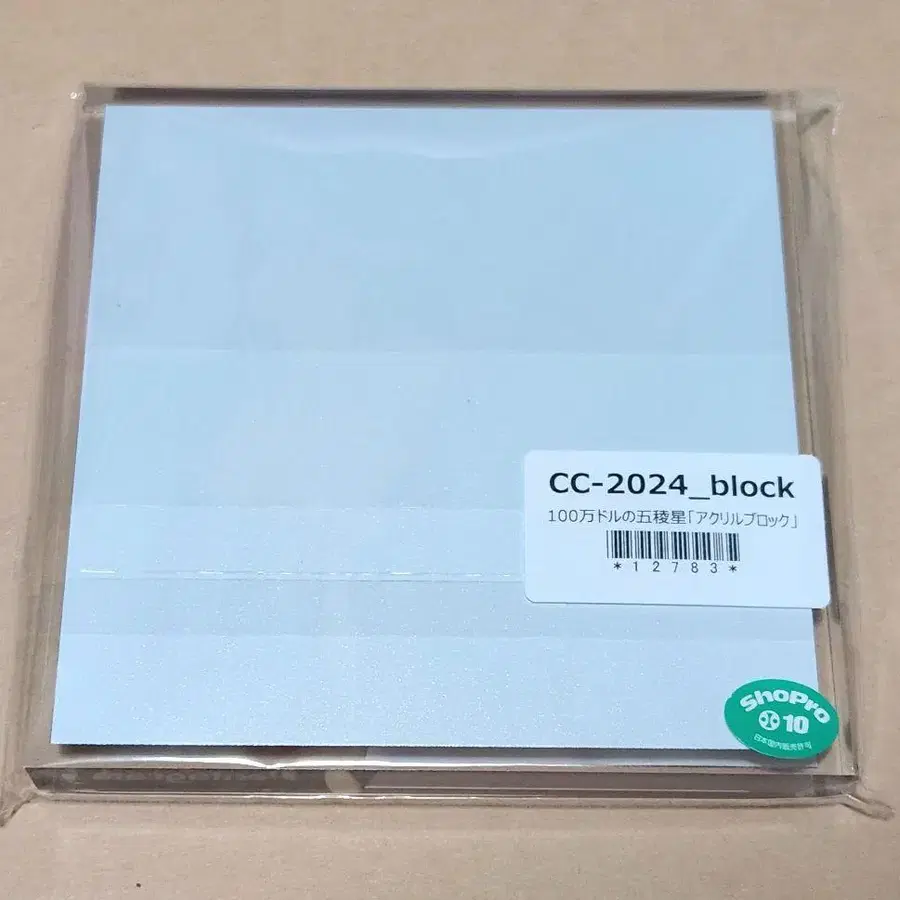 CC-2024_block
100万ドルの五稜星「アクリルブロック」
*12783*
ShoPro
10
日本国内販売許可